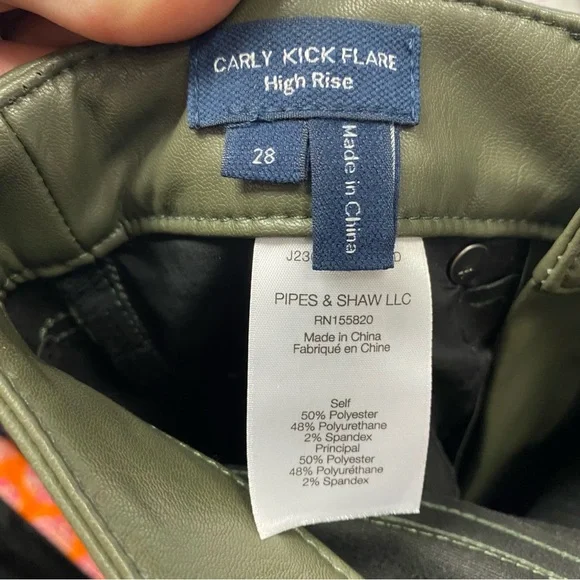 CARLY KICK FLARE
High Rise
28
Made in China
PIPES & SHAW LLC
RN155820
Made in China
Fabriqué en Chine
Self
50% Polyester
48% Polyurethane
2% Spandex
Principal
50% Polyester
48% Polyuréthane
2% Spandex